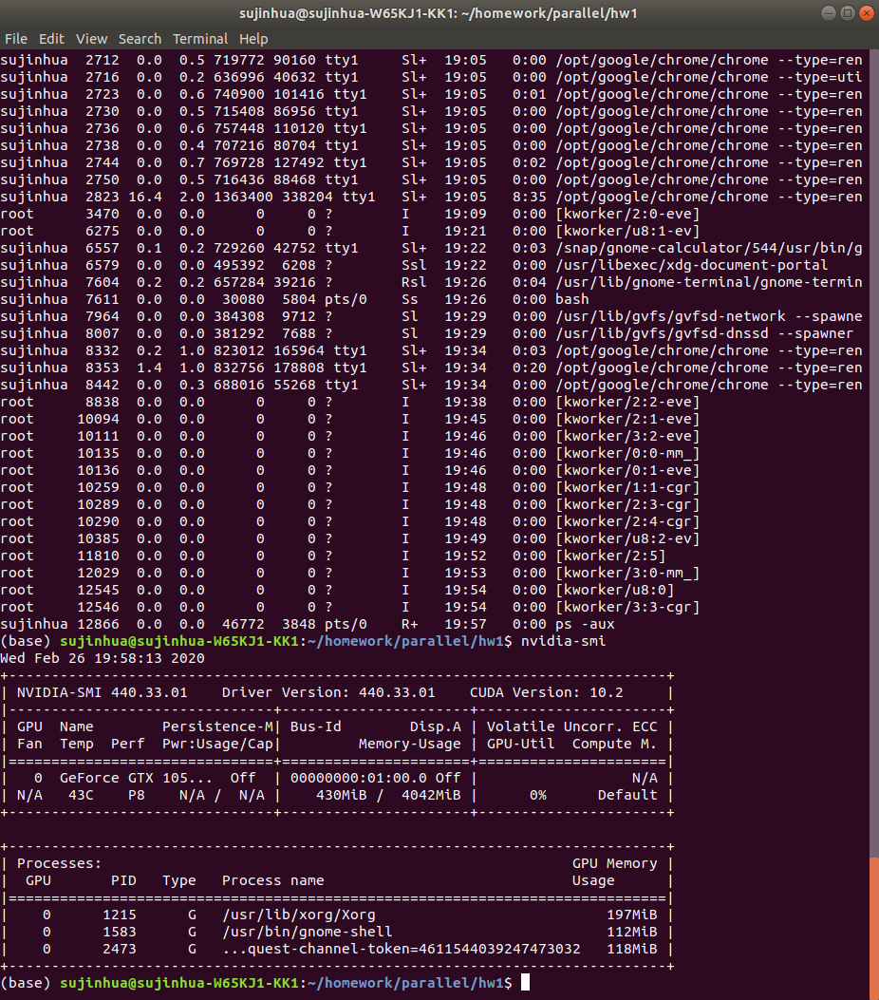 sujinhua@sujinhua-W65KJ1-KK1: ~/homework/parallel/hw1
File  Edit  View  Search  Terminal  Help
sujinhua  2712  0.0  0.5 719772 90160 tty1     Sl+  19:05   0:00 /opt/google/chrome/chrome --type=ren
sujinhua  2716  0.0  0.2 636996 40632 tty1     Sl+  19:05   0:00 /opt/google/chrome/chrome --type=uti
sujinhua  2723  0.0  0.6 740900 101416 tty1    Sl+  19:05   0:01 /opt/google/chrome/chrome --type=ren
sujinhua  2730  0.0  0.5 715408 86956 tty1     Sl+  19:05   0:00 /opt/google/chrome/chrome --type=ren
sujinhua  2736  0.0  0.6 757448 110120 tty1    Sl+  19:05   0:00 /opt/google/chrome/chrome --type=ren
sujinhua  2738  0.0  0.4 707216 80704 tty1     Sl+  19:05   0:00 /opt/google/chrome/chrome --type=ren
sujinhua  2744  0.0  0.7 769728 127492 tty1    Sl+  19:05   0:02 /opt/google/chrome/chrome --type=ren
sujinhua  2750  0.0  0.5 716436 88468 tty1     Sl+  19:05   0:00 /opt/google/chrome/chrome --type=ren
sujinhua  2823 16.4  2.0 1363400 338204 tty1   Sl+  19:05   8:35 /opt/google/chrome/chrome --type=ren
root      3470  0.0  0.0      0     0 ?        I    19:09   0:00 [kworker/2:0-eve]
root      6275  0.0  0.0      0     0 ?        I    19:21   0:00 [kworker/u8:1-ev]
sujinhua  6557  0.1  0.2 729260 42752 tty1     Sl+  19:22   0:03 /snap/gnome-calculator/544/usr/bin/g
sujinhua  6579  0.0  0.0 495392  6208 ?        Ssl  19:22   0:00 /usr/libexec/xdg-document-portal
sujinhua  7604  0.2  0.2 657284 39216 ?        Rsl  19:26   0:04 /usr/lib/gnome-terminal/gnome-termin
sujinhua  7611  0.0  0.0  30080  5804 pts/0    Ss   19:26   0:00 bash
sujinhua  7964  0.0  0.0 384308  9712 ?        Sl   19:29   0:00 /usr/lib/gvfs/gvfsd-network --spawne
sujinhua  8007  0.0  0.0 381292  7688 ?        Sl   19:29   0:00 /usr/lib/gvfs/gvfsd-dnssd --spawner
sujinhua  8332  0.2  1.0 823012 165964 tty1    Sl+  19:34   0:03 /opt/google/chrome/chrome --type=ren
sujinhua  8353  1.4  1.0 832756 178808 tty1    Sl+  19:34   0:20 /opt/google/chrome/chrome --type=ren
sujinhua  8442  0.0  0.3 688016 55268 tty1     Sl+  19:34   0:00 /opt/google/chrome/chrome --type=ren
root      8838  0.0  0.0      0     0 ?        I    19:38   0:00 [kworker/2:2-eve]
root     10094  0.0  0.0      0     0 ?        I    19:45   0:00 [kworker/2:1-eve]
root     10111  0.0  0.0      0     0 ?        I    19:46   0:00 [kworker/3:2-eve]
root     10135  0.0  0.0      0     0 ?        I    19:46   0:00 [kworker/0:0-mm_]
root     10136  0.0  0.0      0     0 ?        I    19:46   0:00 [kworker/0:1-eve]
root     10259  0.0  0.0      0     0 ?        I    19:48   0:00 [kworker/1:1-cgr]
root     10289  0.0  0.0      0     0 ?        I    19:48   0:00 [kworker/2:3-cgr]
root     10290  0.0  0.0      0     0 ?        I    19:48   0:00 [kworker/2:4-cgr]
root     10385  0.0  0.0      0     0 ?        I    19:49   0:00 [kworker/u8:2-ev]
root     11810  0.0  0.0      0     0 ?        I    19:52   0:00 [kworker/2:5]
root     12029  0.0  0.0      0     0 ?        I    19:53   0:00 [kworker/3:0-mm_]
root     12545  0.0  0.0      0     0 ?        I    19:54   0:00 [kworker/u8:0]
root     12546  0.0  0.0      0     0 ?        I    19:54   0:00 [kworker/3:3-cgr]
sujinhua 12866  0.0  0.0  46772  3848 pts/0    R+   19:57   0:00 ps -aux
(base) sujinhua@sujinhua-W65KJ1-KK1:~/homework/parallel/hw1$ nvidia-smi
Wed Feb 26 19:58:13 2020
+-----------------------------------------------------------------------------+
| NVIDIA-SMI 440.33.01    Driver Version: 440.33.01    CUDA Version: 10.2     |
|-------------------------------+----------------------+----------------------+
| GPU  Name        Persistence-M| Bus-Id        Disp.A | Volatile Uncorr. ECC |
| Fan  Temp  Perf  Pwr:Usage/Cap|         Memory-Usage | GPU-Util  Compute M. |
|===============================+======================+======================|
|   0  GeForce GTX 105...  Off  | 00000000:01:00.0 Off |                  N/A |
| N/A   43C    P8    N/A /  N/A |    430MiB /  4042MiB |      0%      Default |
+-------------------------------+----------------------+----------------------+
+-----------------------------------------------------------------------------+
| Processes:                                                       GPU Memory |
|  GPU       PID   Type   Process name                             Usage      |
|=============================================================================|
|    0      1215      G   /usr/lib/xorg/Xorg                           197MiB |
|    0      1583      G   /usr/bin/gnome-shell                         112MiB |
|    0      2473      G   ...quest-channel-token=4611544039247473032   118MiB |
+-----------------------------------------------------------------------------+
(base) sujinhua@sujinhua-W65KJ1-KK1:~/homework/parallel/hw1$